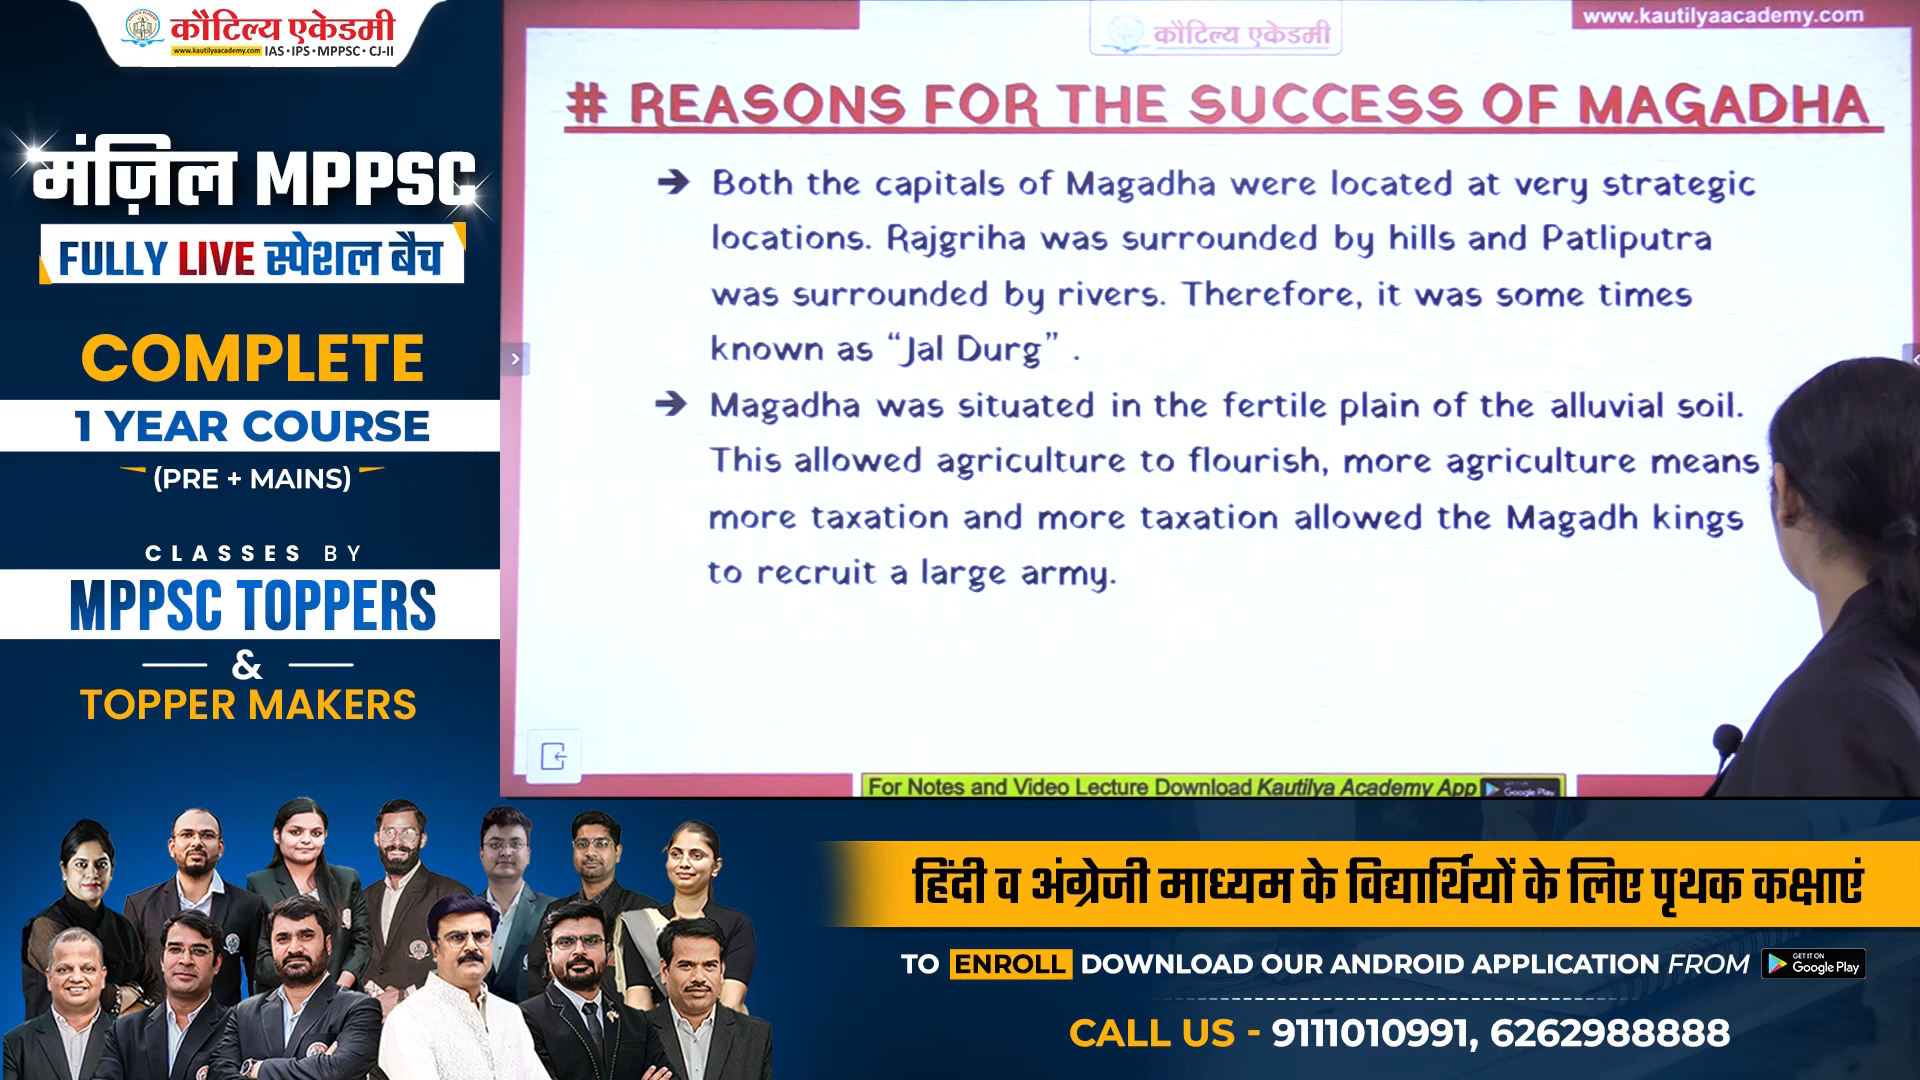 कौटिल्य एकेडमी
www.kautilyaacademy.com IAS • IPS • MPPSC • CJ-II
मंज़िल MPPSC
FULLY LIVE स्पेशल बैच
COMPLETE
1 YEAR COURSE
(PRE + MAINS)
CLASSES BY
MPPSC TOPPERS
&
TOPPER MAKERS
कौटिल्य एकेडमी
www.kautilyaacademy.com
# REASONS FOR THE SUCCESS OF MAGADHA
➔ Both the capitals of Magadha were located at very strategic
locations. Rajgriha was surrounded by hills and Patliputra
was surrounded by rivers. Therefore, it was some times
known as “Jal Durg” .
➔ Magadha was situated in the fertile plain of the alluvial soil.
This allowed agriculture to flourish, more agriculture means
more taxation and more taxation allowed the Magadh kings
to recruit a large army.
For Notes and Video Lecture Download Kautilya Academy App Google Play
हिंदी व अंग्रेजी माध्यम के विद्यार्थियों के लिए पृथक कक्षाएं
TO ENROLL DOWNLOAD OUR ANDROID APPLICATION FROM GET IT ON Google Play
CALL US - 9111010991, 6262988888